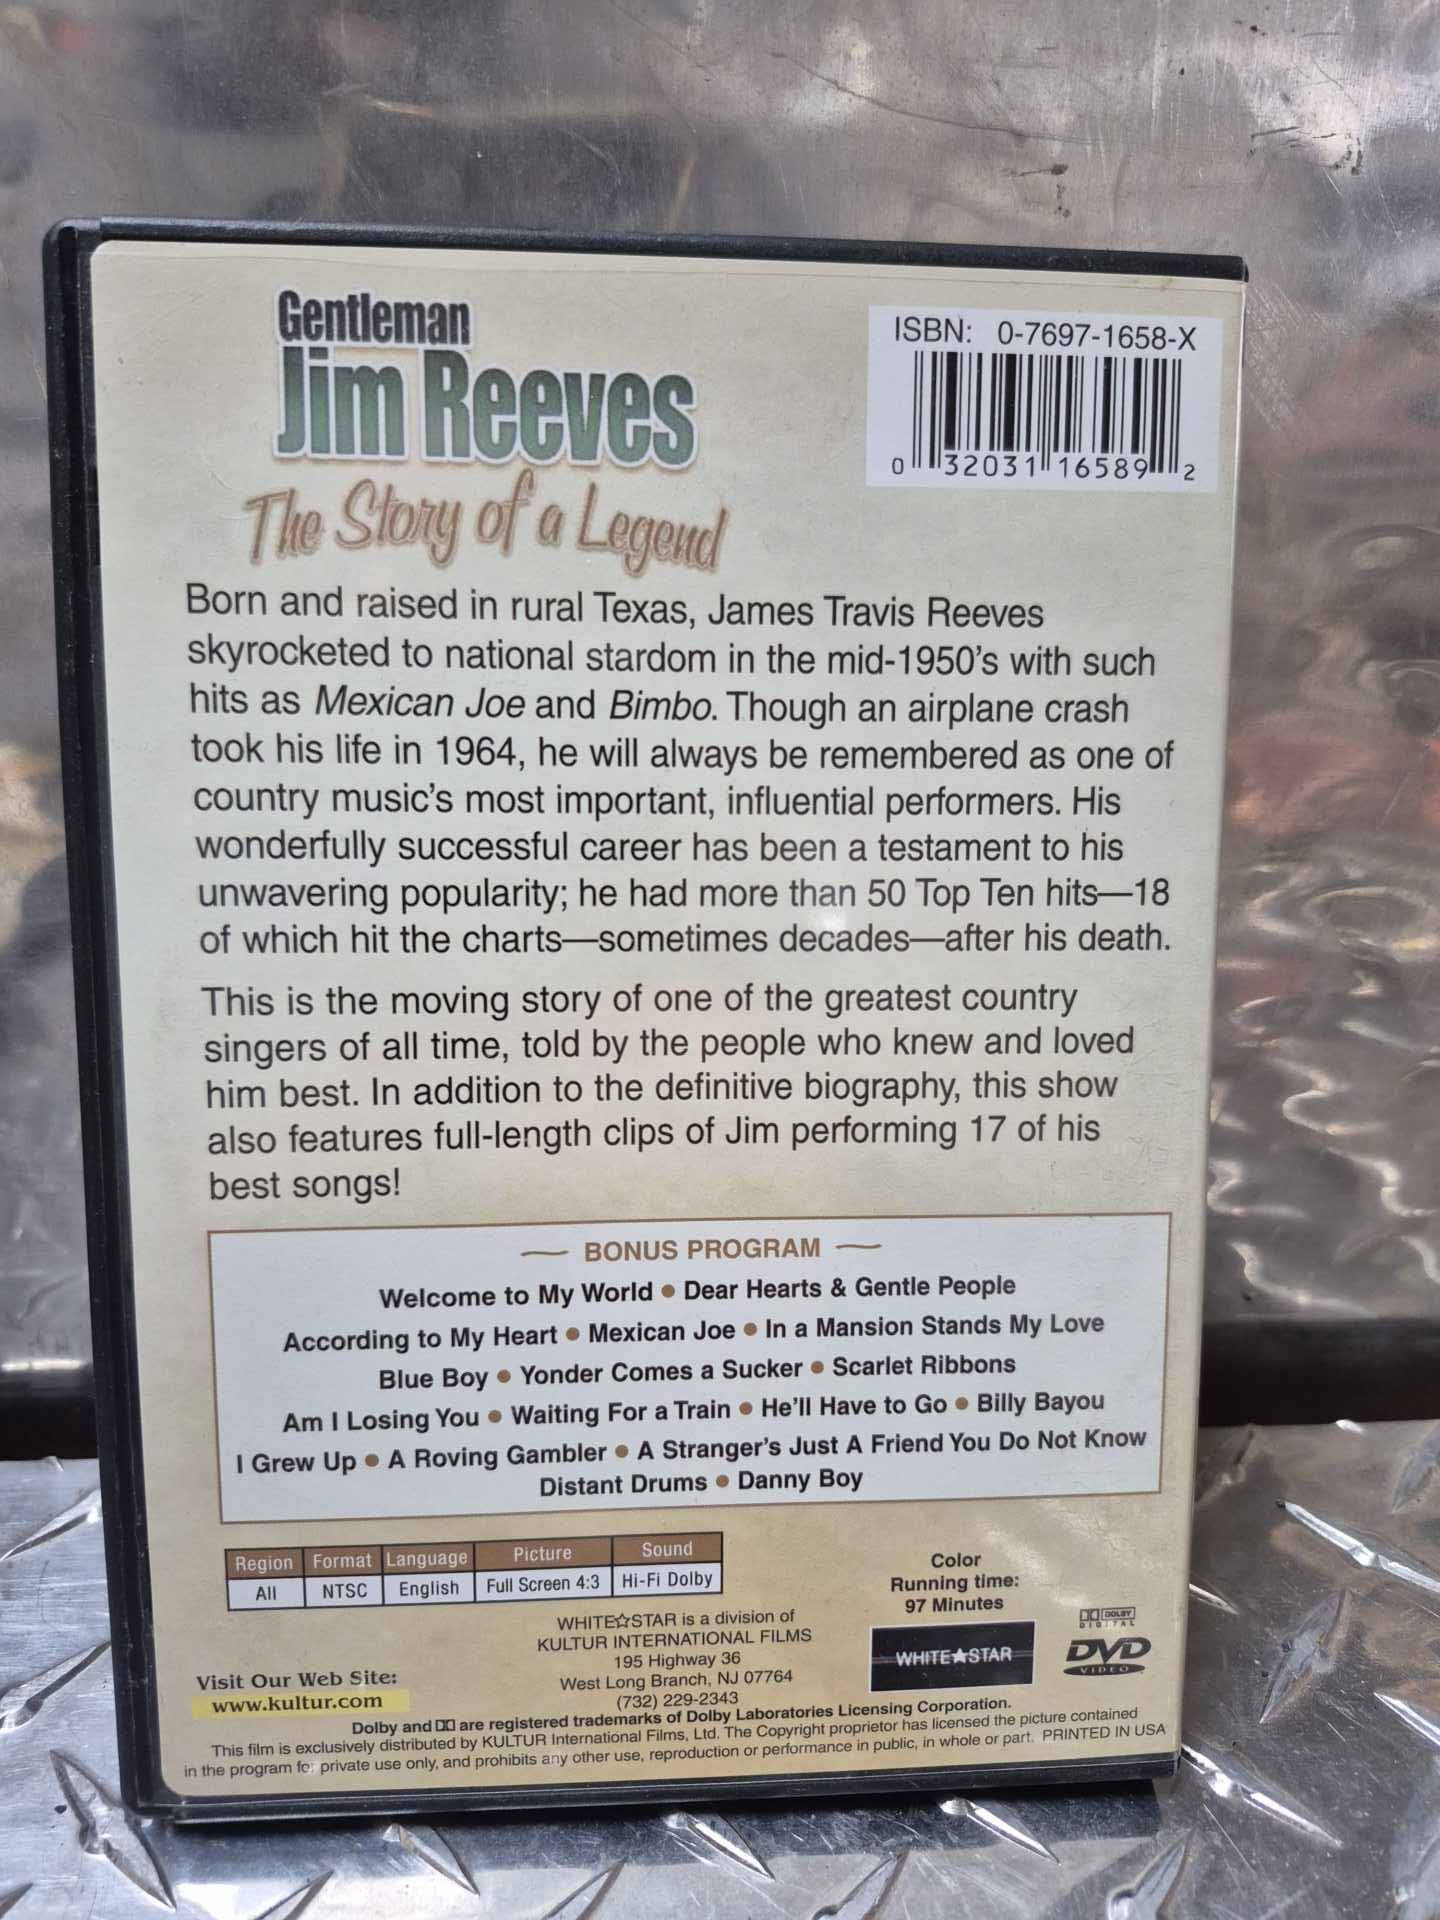 Gentleman
Jim Reeves
The Story of a Legend
ISBN: 0-7697-1658-X
0 32031 16589 2
Born and raised in rural Texas, James Travis Reeves
skyrocketed to national stardom in the mid-1950's with such
hits as Mexican Joe and Bimbo. Though an airplane crash
took his life in 1964, he will always be remembered as one of
country music's most important, influential performers. His
wonderfully successful career has been a testament to his
unwavering popularity; he had more than 50 Top Ten hits—18
of which hit the charts—sometimes decades—after his death.
This is the moving story of one of the greatest country
singers of all time, told by the people who knew and loved
him best. In addition to the definitive biography, this show
also features full-length clips of Jim performing 17 of his
best songs!
BONUS PROGRAM
Welcome to My World • Dear Hearts & Gentle People
According to My Heart • Mexican Joe • In a Mansion Stands My Love
Blue Boy • Yonder Comes a Sucker • Scarlet Ribbons
Am I Losing You • Waiting For a Train • He'll Have to Go • Billy Bayou
I Grew Up • A Roving Gambler • A Stranger's Just A Friend You Do Not Know
Distant Drums • Danny Boy
Region Format Language Picture Sound
All NTSC English Full Screen 4:3 Hi-Fi Dolby
Color
Running time:
97 Minutes
WHITE☆STAR is a division of
KULTUR INTERNATIONAL FILMS
195 Highway 36
West Long Branch, NJ 07764
(732) 229-2343
WHITE★STAR
DOLBY
DIGITAL
DVD
VIDEO
Visit Our Web Site:
www.kultur.com
Dolby and DD are registered trademarks of Dolby Laboratories Licensing Corporation.
This film is exclusively distributed by KULTUR International Films, Ltd. The Copyright proprietor has licensed the picture contained
in the program for private use only, and prohibits any other use, reproduction or performance in public, in whole or part. PRINTED IN USA